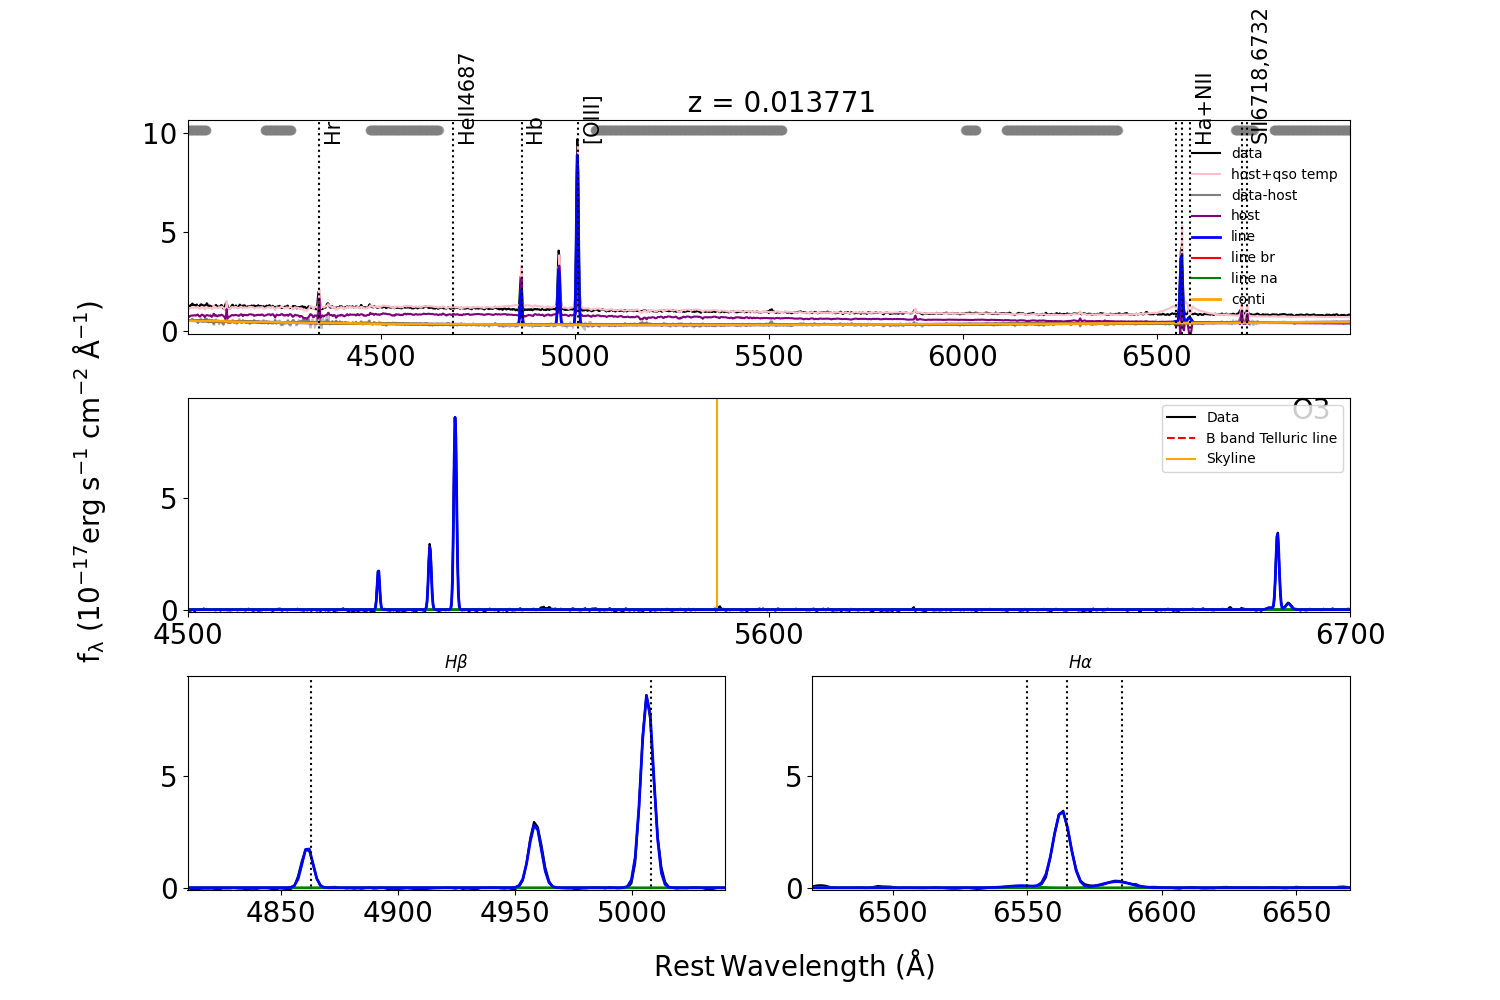 z = 0.013771
Hr
HeII4687
Hb
[OIII]
Ha+NII
SII6718,6732
10
5
0
data
host+qso temp
data-host
host
line
line br
line na
conti
4500 5000 5500 6000 6500
O3
5
0
Data
B band Telluric line
Skyline
4500 5600 6700
f_λ (10^−17 erg s^−1 cm^−2 Å^−1)
Hβ
5
0
4850 4900 4950 5000
Hα
5
0
6500 6550 6600 6650
Rest Wavelength (Å)